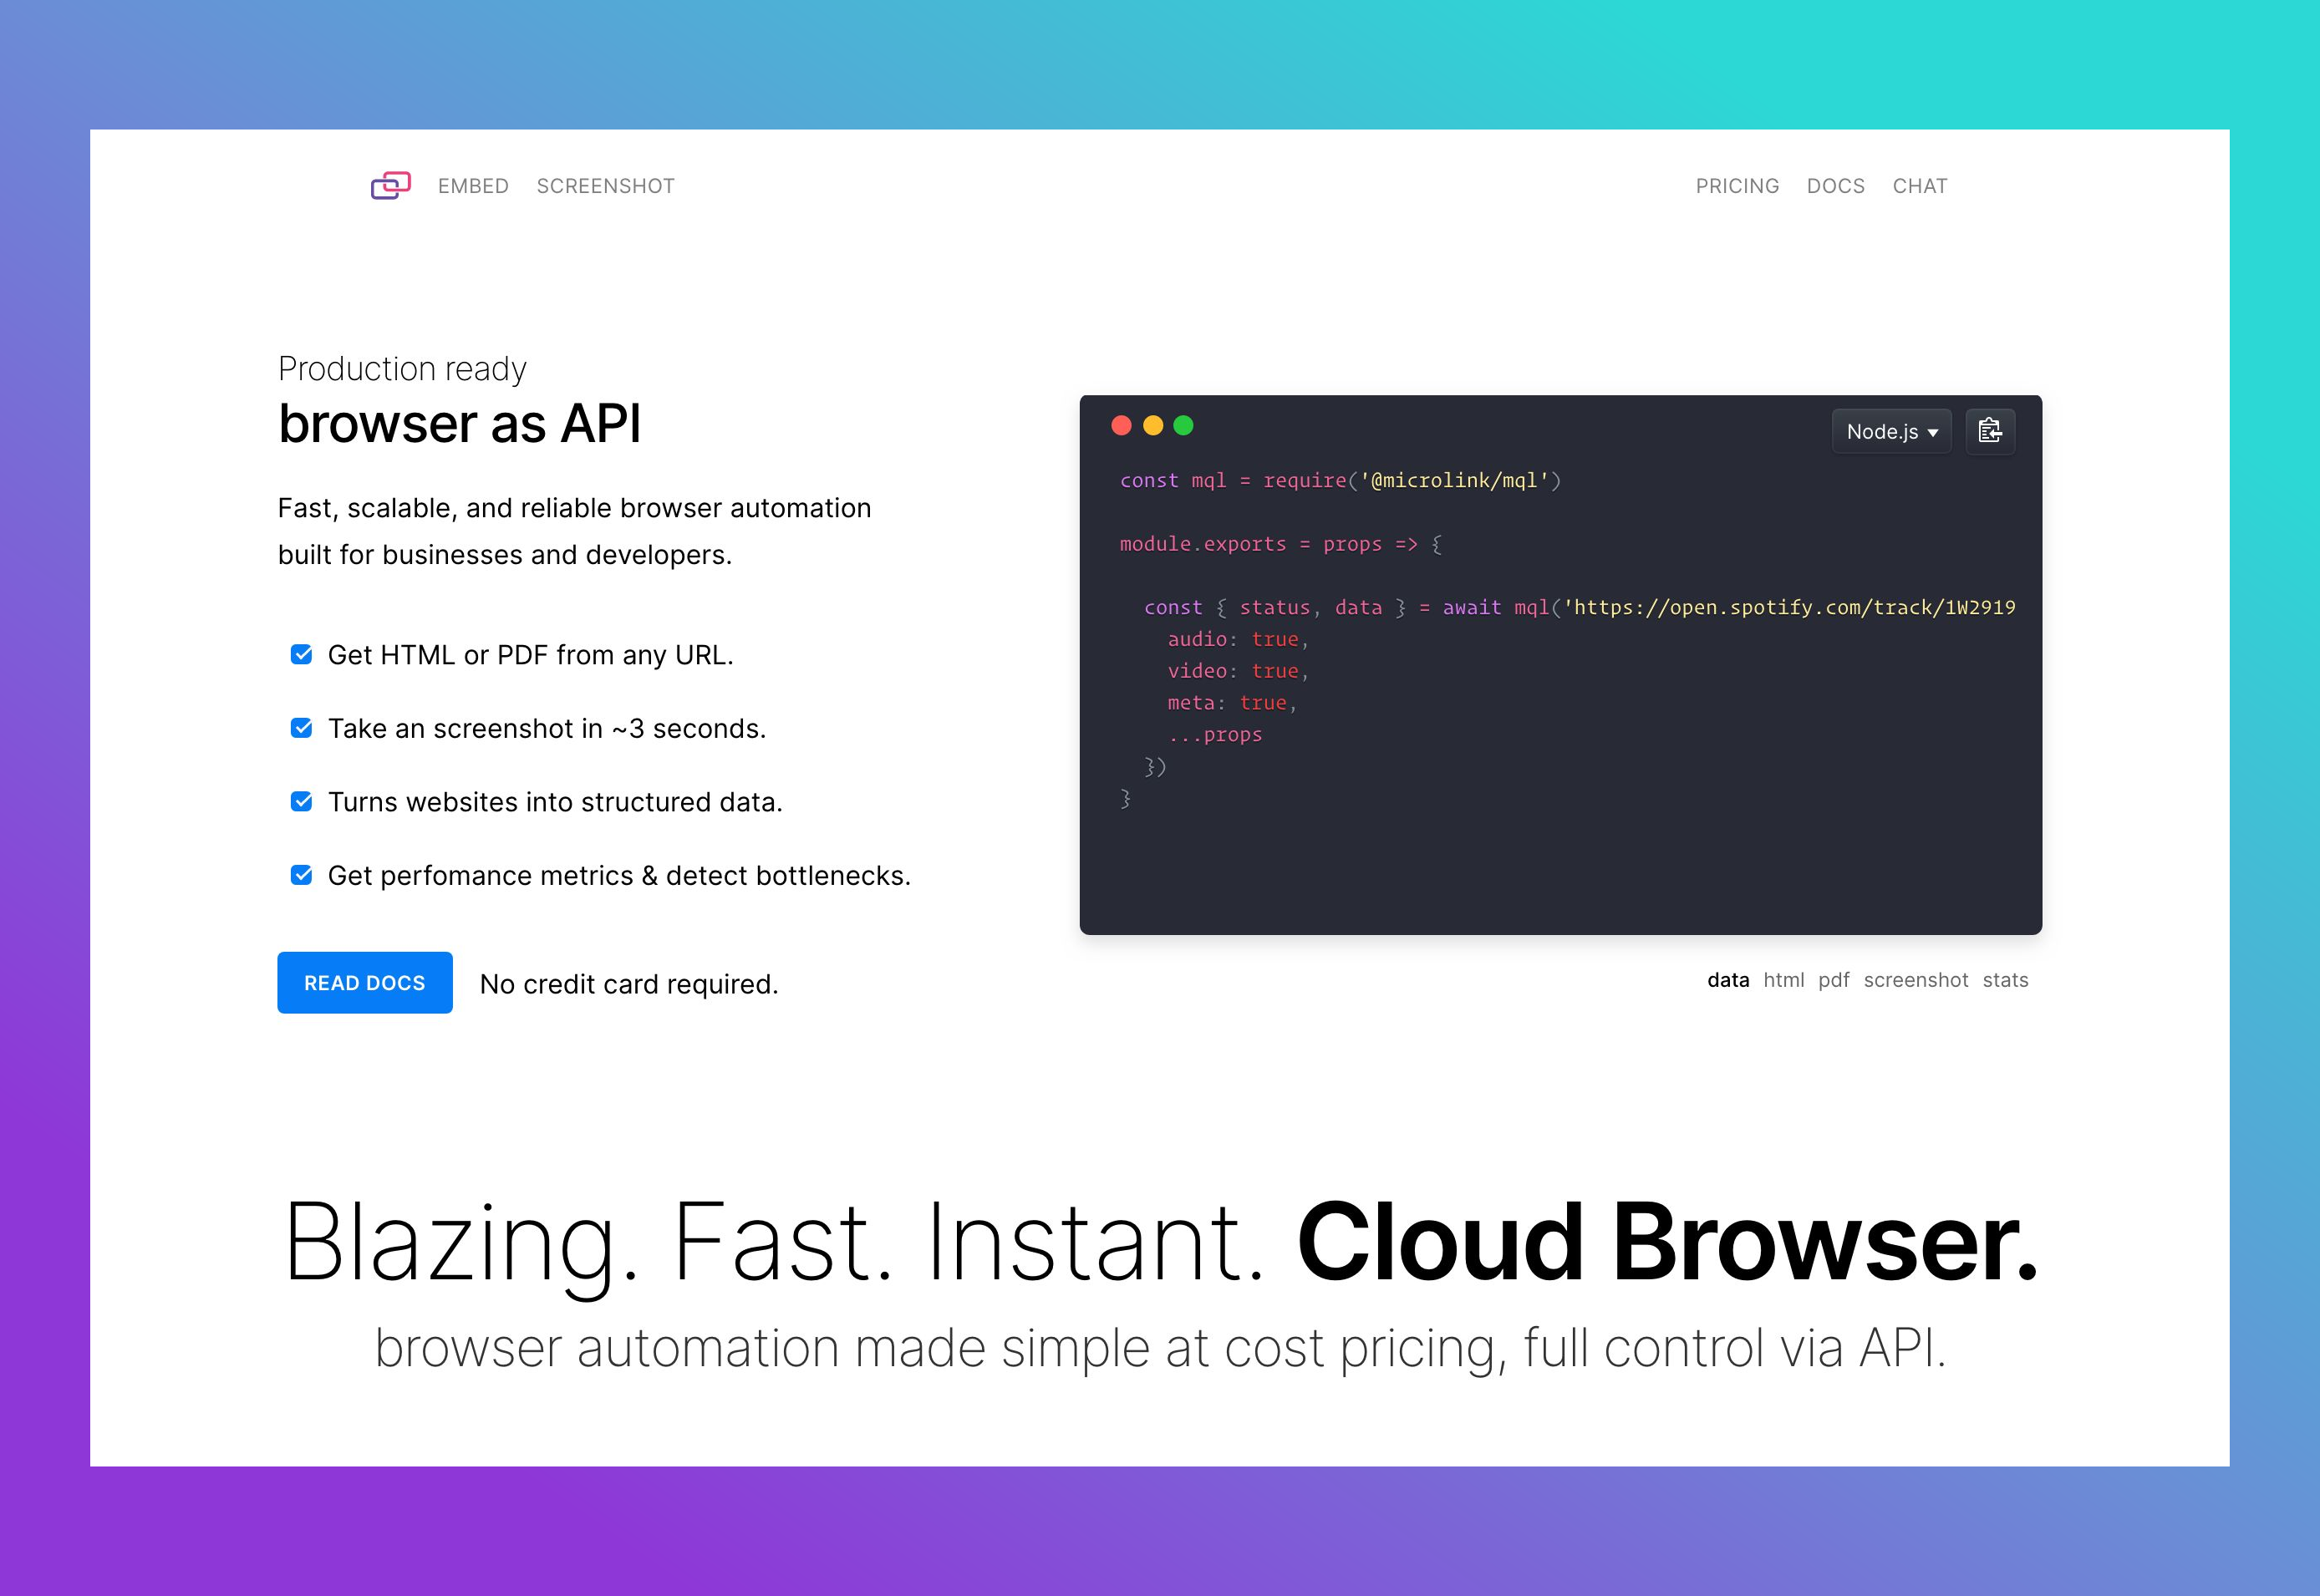 EMBED SCREENSHOT PRICING DOCS CHAT
Production ready
browser as API
Fast, scalable, and reliable browser automation
built for businesses and developers.
Get HTML or PDF from any URL.
Take an screenshot in ~3 seconds.
Turns websites into structured data.
Get perfomance metrics & detect bottlenecks.
READ DOCS No credit card required.
Node.js
const mql = require('@microlink/mql')
module.exports = props => {
  const { status, data } = await mql('https://open.spotify.com/track/1W2919
    audio: true,
    video: true,
    meta: true,
    ...props
  })
}
data html pdf screenshot stats
Blazing. Fast. Instant. Cloud Browser.
browser automation made simple at cost pricing, full control via API.